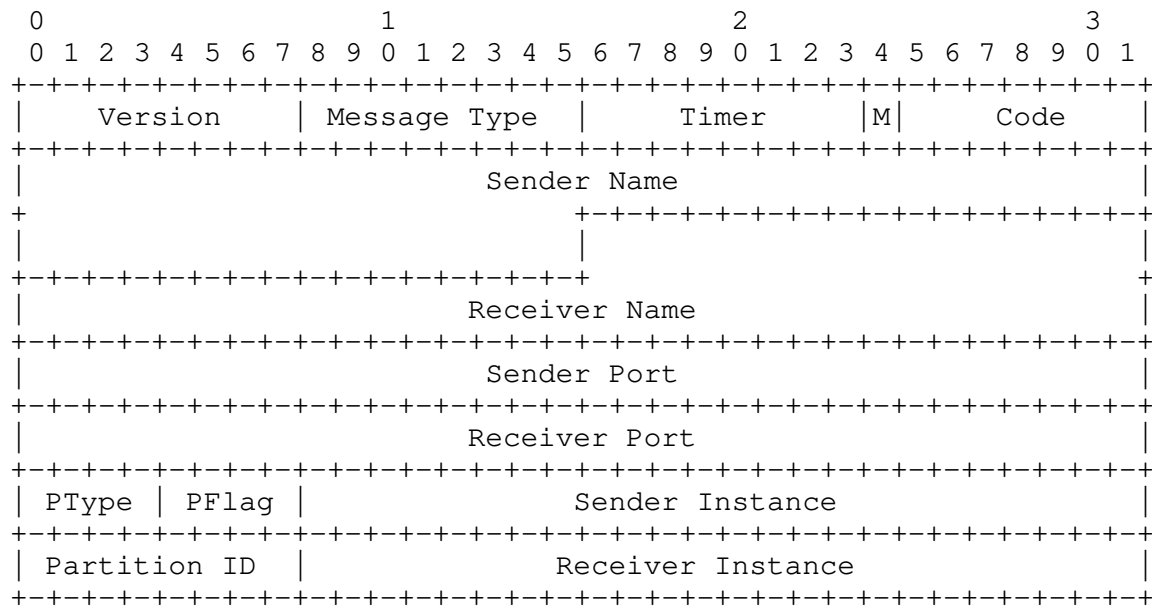 0                   1                   2                   3
 0 1 2 3 4 5 6 7 8 9 0 1 2 3 4 5 6 7 8 9 0 1 2 3 4 5 6 7 8 9 0 1
+-+-+-+-+-+-+-+-+-+-+-+-+-+-+-+-+-+-+-+-+-+-+-+-+-+-+-+-+-+-+-+-+
|    Version    | Message Type  |     Timer     |M|     Code    |
+-+-+-+-+-+-+-+-+-+-+-+-+-+-+-+-+-+-+-+-+-+-+-+-+-+-+-+-+-+-+-+-+
|                          Sender Name                          |
+                               +-+-+-+-+-+-+-+-+-+-+-+-+-+-+-+-+
|                               |                               |
+-+-+-+-+-+-+-+-+-+-+-+-+-+-+-+-+                               +
|                         Receiver Name                         |
+-+-+-+-+-+-+-+-+-+-+-+-+-+-+-+-+-+-+-+-+-+-+-+-+-+-+-+-+-+-+-+-+
|                          Sender Port                          |
+-+-+-+-+-+-+-+-+-+-+-+-+-+-+-+-+-+-+-+-+-+-+-+-+-+-+-+-+-+-+-+-+
|                         Receiver Port                         |
+-+-+-+-+-+-+-+-+-+-+-+-+-+-+-+-+-+-+-+-+-+-+-+-+-+-+-+-+-+-+-+-+
| PType | PFlag |               Sender Instance                 |
+-+-+-+-+-+-+-+-+-+-+-+-+-+-+-+-+-+-+-+-+-+-+-+-+-+-+-+-+-+-+-+-+
| Partition ID  |              Receiver Instance                |
+-+-+-+-+-+-+-+-+-+-+-+-+-+-+-+-+-+-+-+-+-+-+-+-+-+-+-+-+-+-+-+-+